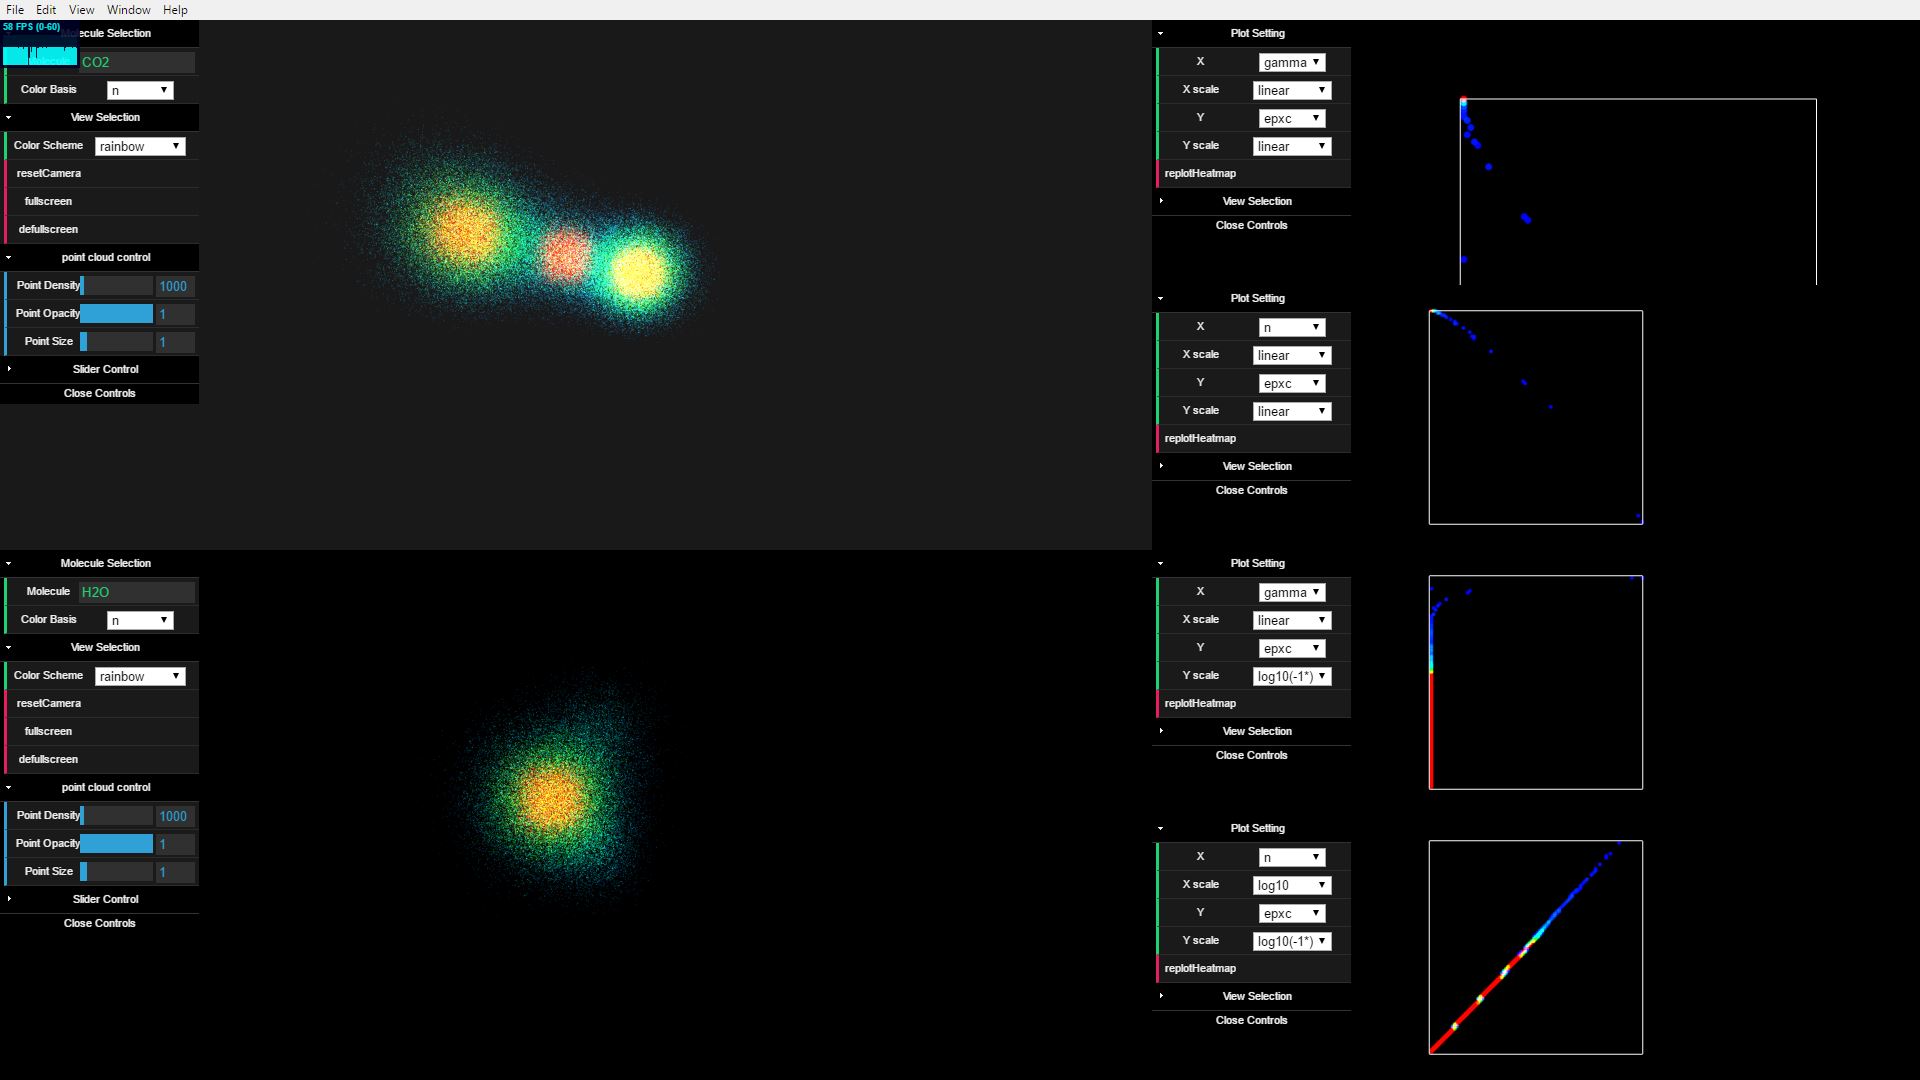 File Edit View Window Help
58 FPS (0-60)
Molecule Selection
Molecule CO2
Color Basis n
View Selection
Color Scheme rainbow
resetCamera
fullscreen
defullscreen
point cloud control
Point Density 1000
Point Opacity 1
Point Size 1
Slider Control
Close Controls
Plot Setting
X gamma
X scale linear
Y epxc
Y scale linear
replotHeatmap
View Selection
Close Controls
Plot Setting
X n
X scale linear
Y epxc
Y scale linear
replotHeatmap
View Selection
Close Controls
Molecule Selection
Molecule H2O
Color Basis n
View Selection
Color Scheme rainbow
resetCamera
fullscreen
defullscreen
point cloud control
Point Density 1000
Point Opacity 1
Point Size 1
Slider Control
Close Controls
Plot Setting
X gamma
X scale linear
Y epxc
Y scale log10(-1*)
replotHeatmap
View Selection
Close Controls
Plot Setting
X n
X scale log10
Y epxc
Y scale log10(-1*)
replotHeatmap
View Selection
Close Controls